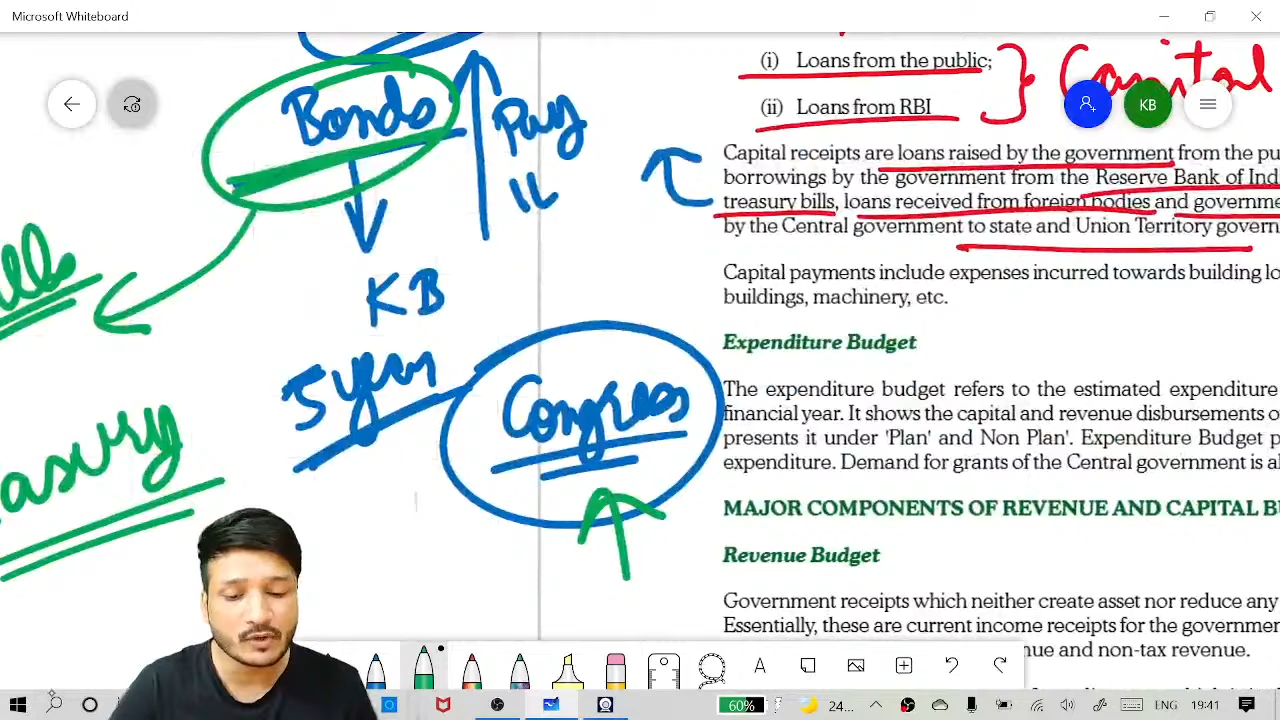 Microsoft Whiteboard
Bonds
Pay
KB
5 year
Congress
(i) Loans from the public;
(ii) Loans from RBI
Capital
KB
Capital receipts are loans raised by the government from the pu
borrowings by the government from the Reserve Bank of Ind
treasury bills, loans received from foreign bodies and governme
by the Central government to state and Union Territory govern
Capital payments include expenses incurred towards building lo
buildings, machinery, etc.
Expenditure Budget
The expenditure budget refers to the estimated expenditure
financial year. It shows the capital and revenue disbursements o
presents it under 'Plan' and Non Plan'. Expenditure Budget p
expenditure. Demand for grants of the Central government is al
MAJOR COMPONENTS OF REVENUE AND CAPITAL B
Revenue Budget
Government receipts which neither create asset nor reduce any
Essentially, these are current income receipts for the governme
nue and non-tax revenue.
asury
A
60%
24...
ENG
19:41